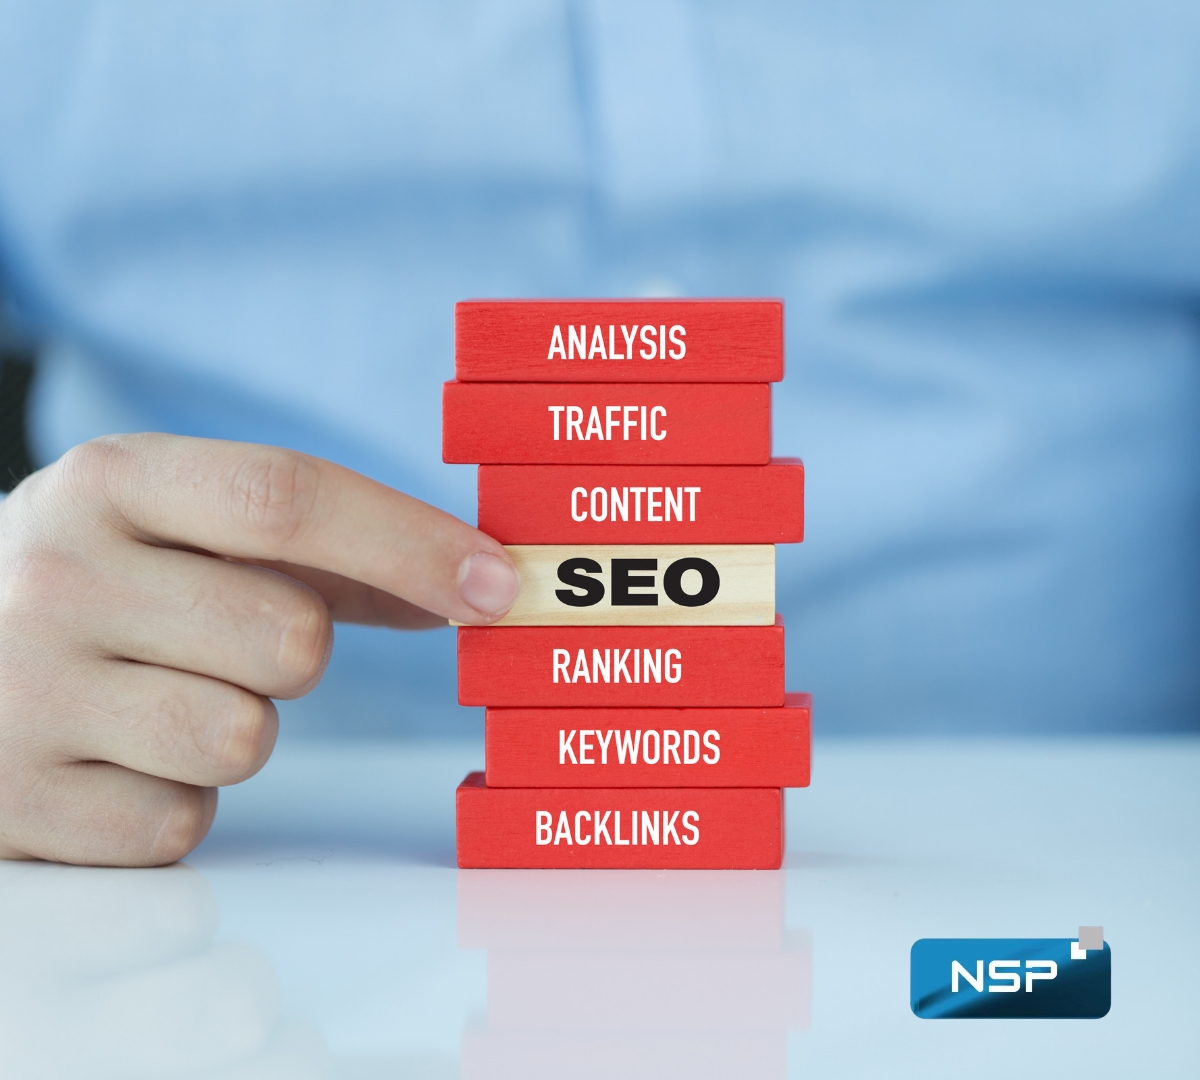 ANALYSIS
TRAFFIC
CONTENT
SEO
RANKING
KEYWORDS
BACKLINKS
NSP